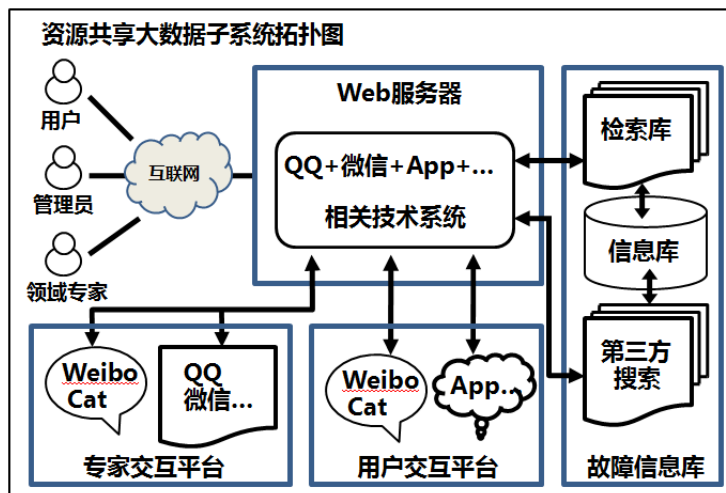 资源共享大数据子系统拓扑图
用户
管理员
领域专家
互联网
Web服务器
QQ+微信+App+...
相关技术系统
检索库
信息库
第三方
搜索
故障信息库
Weibo
Cat
QQ
微信...
专家交互平台
Weibo
Cat
App..
用户交互平台